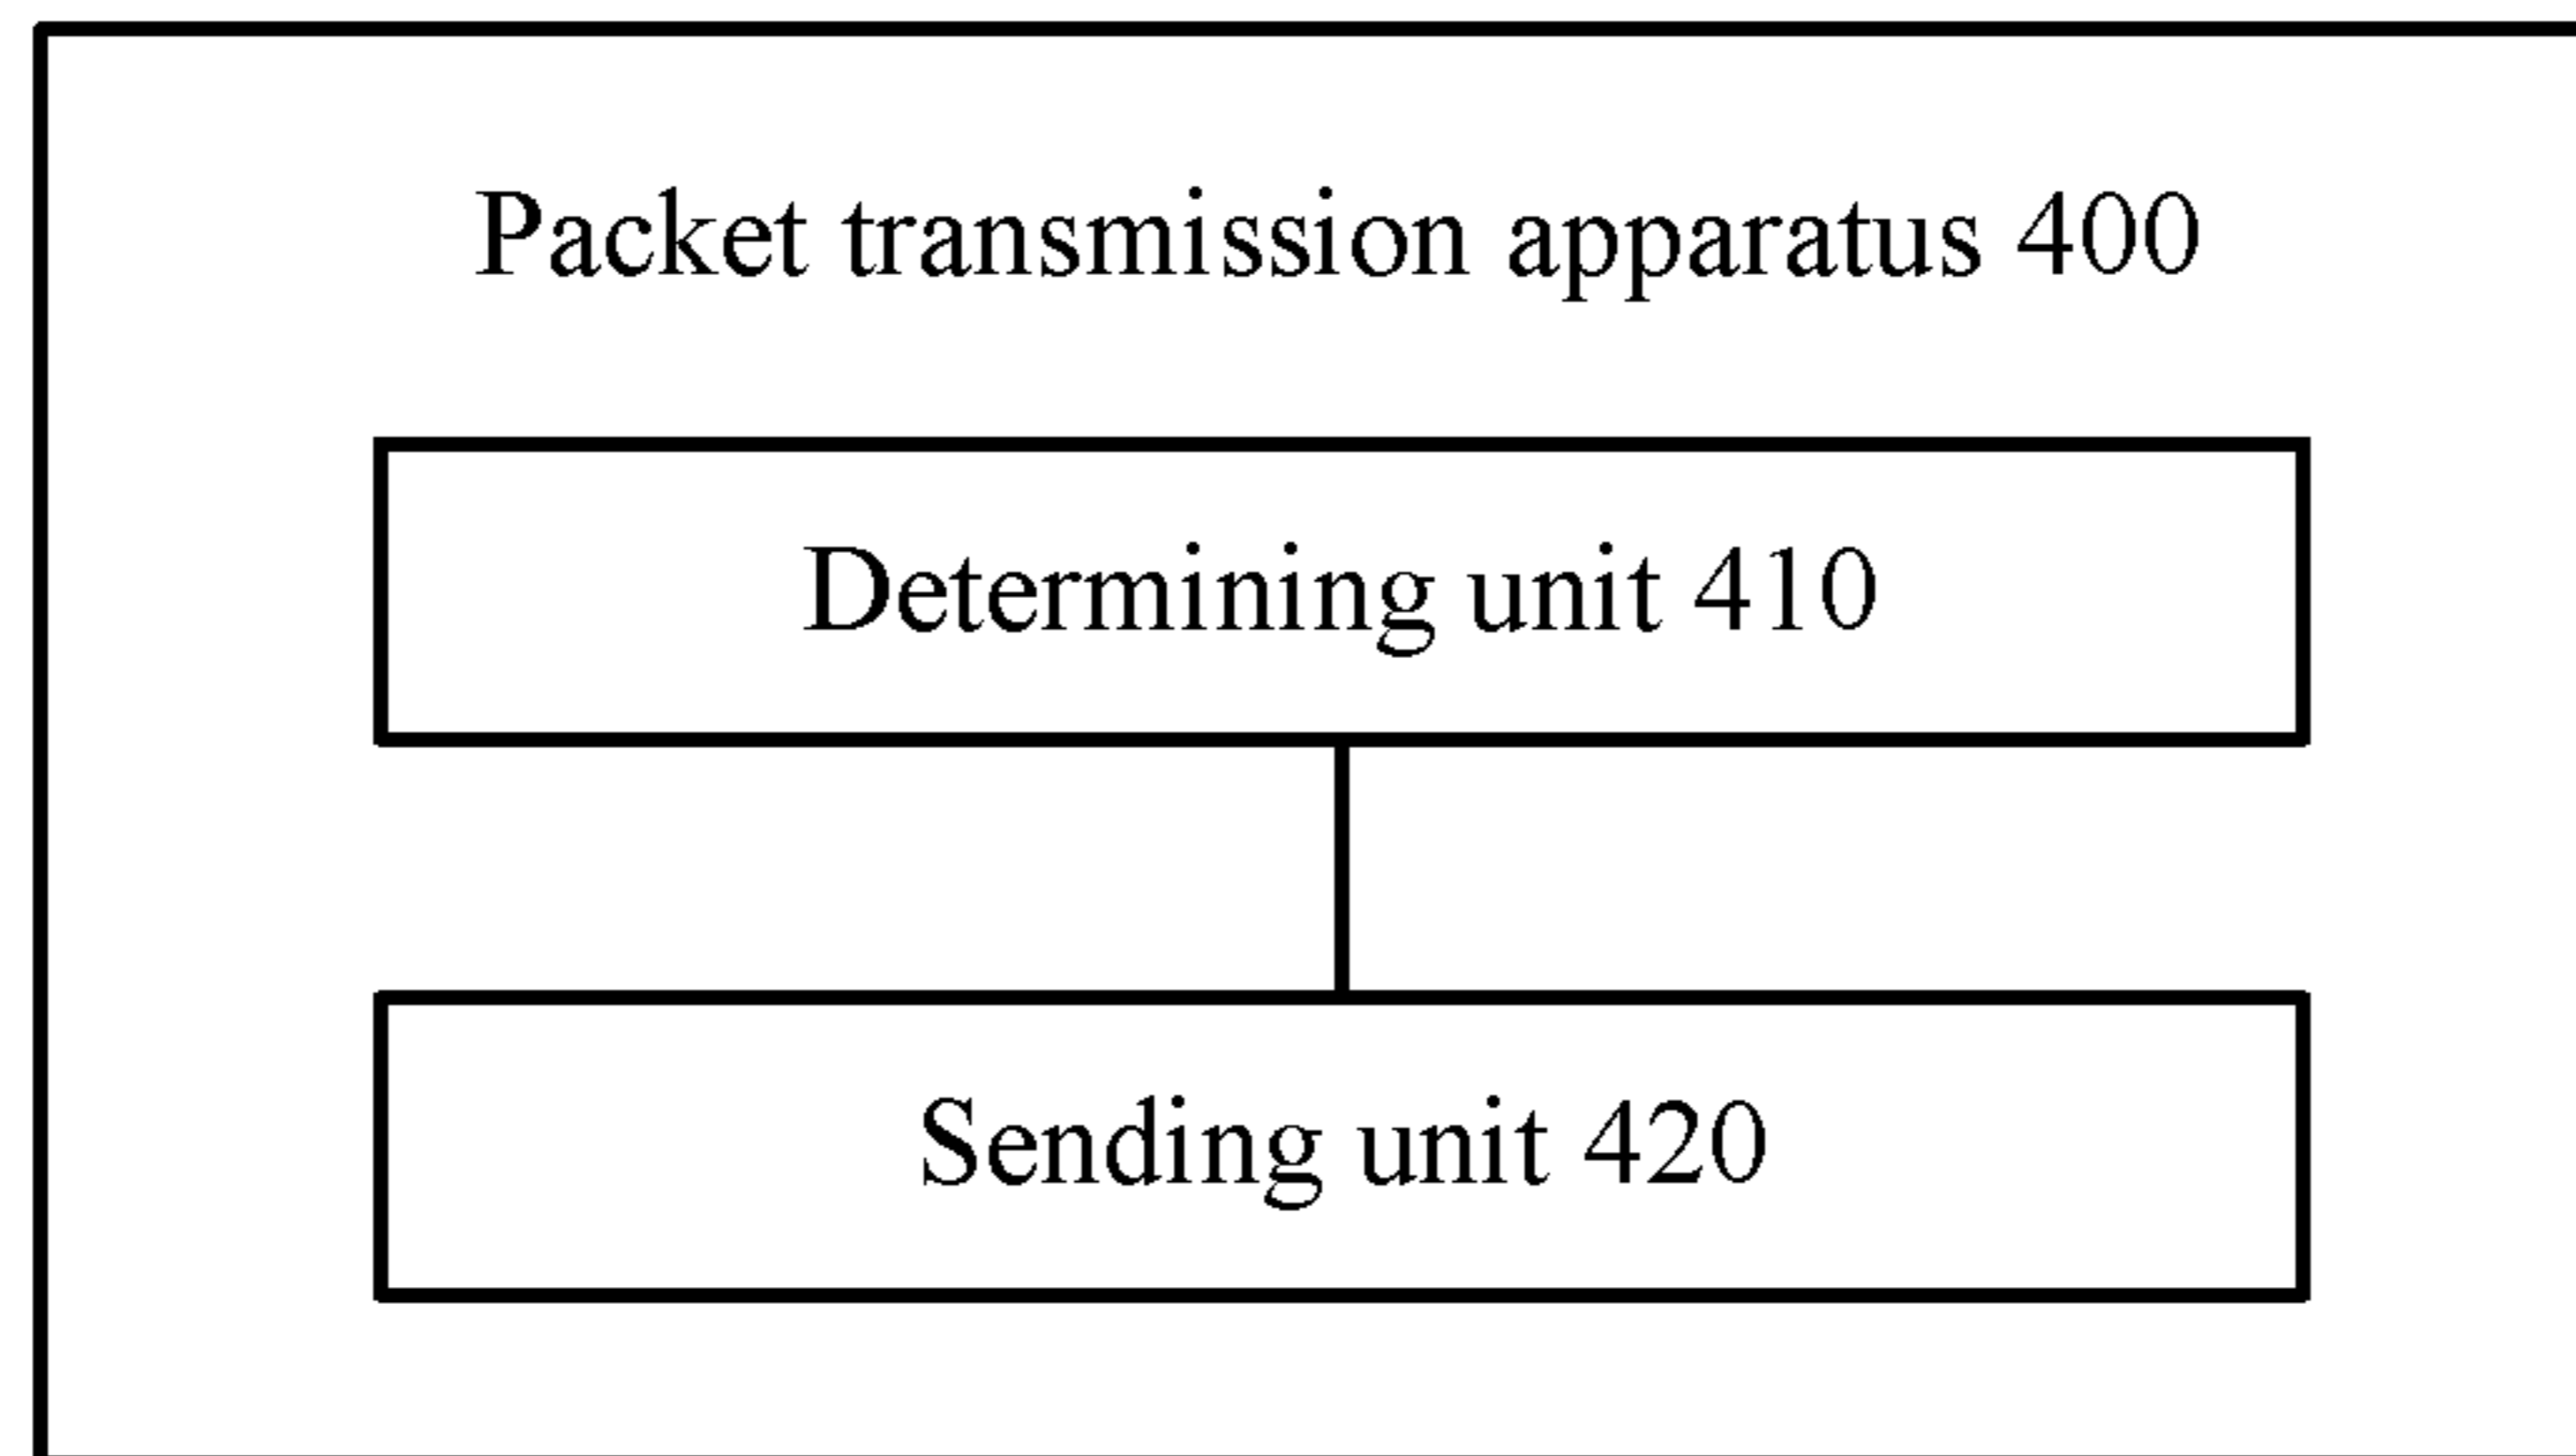 Packet transmission apparatus 400
Determining unit 410
Sending unit 420